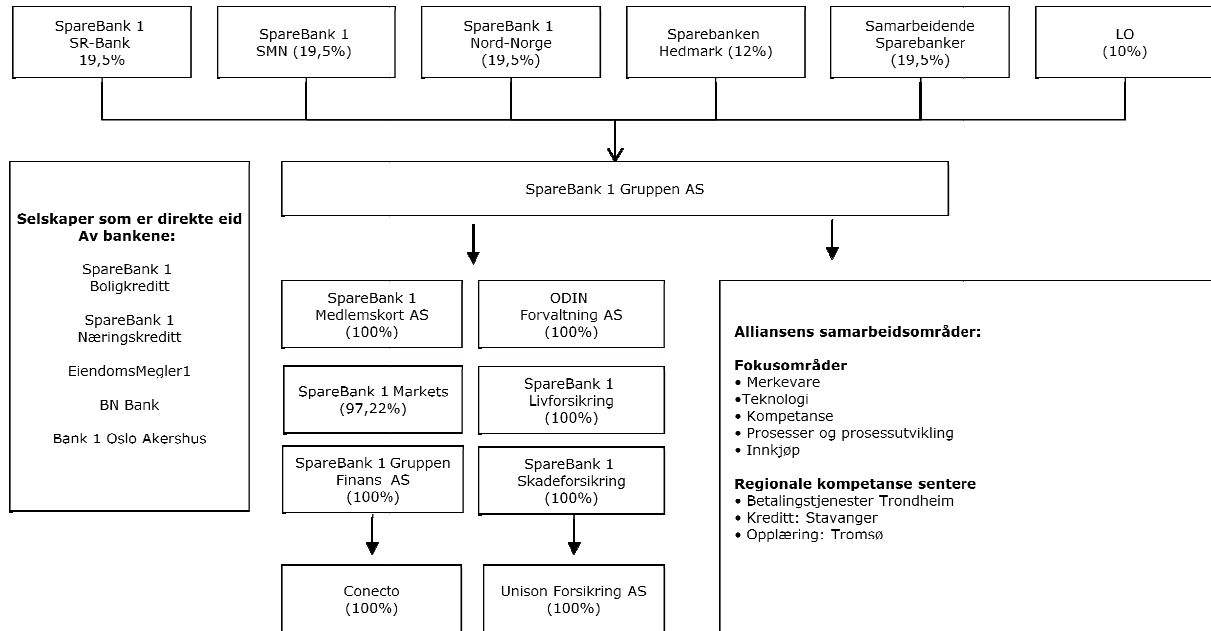 SpareBank 1
SR-Bank
19,5%
SpareBank 1
SMN (19,5%)
SpareBank 1
Nord-Norge
(19,5%)
Sparebanken
Hedmark (12%)
Samarbeidende
Sparebanker
(19,5%)
LO
(10%)
SpareBank 1 Gruppen AS
Selskaper som er direkte eid
Av bankene:
SpareBank 1
Boligkreditt
SpareBank 1
Næringskreditt
EiendomsMegler1
BN Bank
Bank 1 Oslo Akershus
SpareBank 1
Medlemskort AS
(100%)
ODIN
Forvaltning AS
(100%)
SpareBank 1 Markets
(97,22%)
SpareBank 1
Livforsikring
(100%)
SpareBank 1 Gruppen
Finans AS
(100%)
SpareBank 1
Skadeforsikring
(100%)
Conecto
(100%)
Unison Forsikring AS
(100%)
Alliansens samarbeidsområder:
Fokusområder
• Merkevare
•Teknologi
• Kompetanse
• Prosesser og prosessutvikling
• Innkjøp
Regionale kompetanse sentere
• Betalingstjenester Trondheim
• Kreditt: Stavanger
• Opplæring: Tromsø